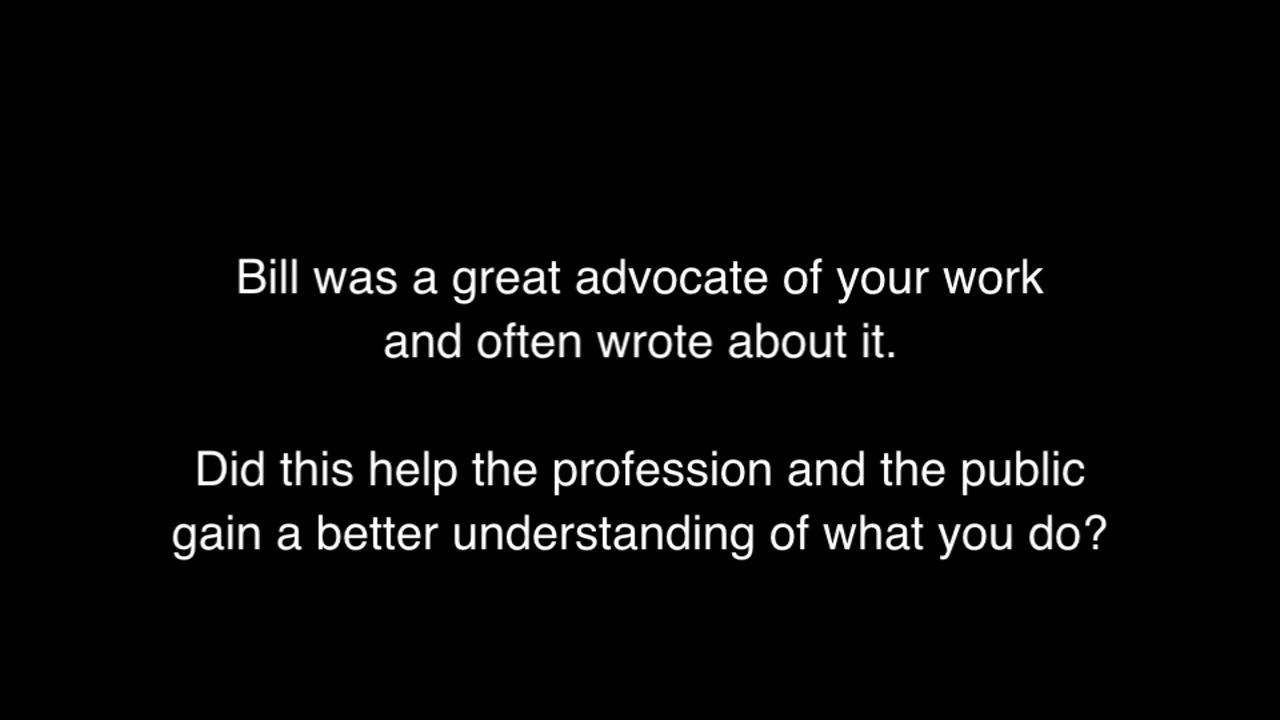 Bill was a great advocate of your work
and often wrote about it.
Did this help the profession and the public
gain a better understanding of what you do?